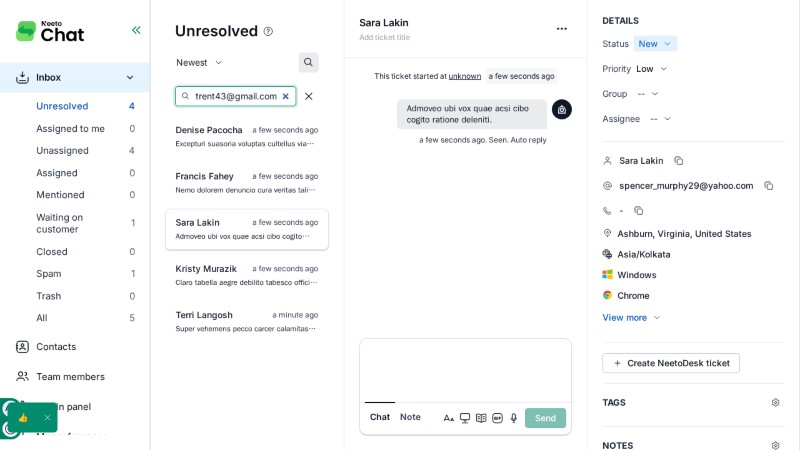 Neeto
Chat
Inbox
Unresolved 4
Assigned to me 0
Unassigned 4
Assigned 0
Mentioned 0
Waiting on customer 1
Closed 0
Spam 1
Trash 0
All 5
Contacts
Team members
in panel
Unresolved
Newest
trent43@gmail.com
Denise Pacocha a few seconds ago
Excepturi suasoria voluptas cultellus via···
Francis Fahey a few seconds ago
Nemo dolorem denuncio cura veritas tali···
Sara Lakin a few seconds ago
Admoveo ubi vox quae acsi cibo cogito···
Kristy Murazik a few seconds ago
Claro tabella aegre debilito tabesco offici···
Terri Langosh a minute ago
Super vehemens pecco carcer calamitas···
Sara Lakin
Add ticket title
This ticket started at unknown a few seconds ago
Admoveo ubi vox quae acsi cibo
cogito ratione deleniti.
a few seconds ago. Seen. Auto reply
Chat Note
GIF
Send
DETAILS
Status New
Priority Low
Group --
Assignee --
Sara Lakin
spencer_murphy29@yahoo.com
-
Ashburn, Virginia, United States
Asia/Kolkata
Windows
Chrome
View more
+ Create NeetoDesk ticket
TAGS
NOTES